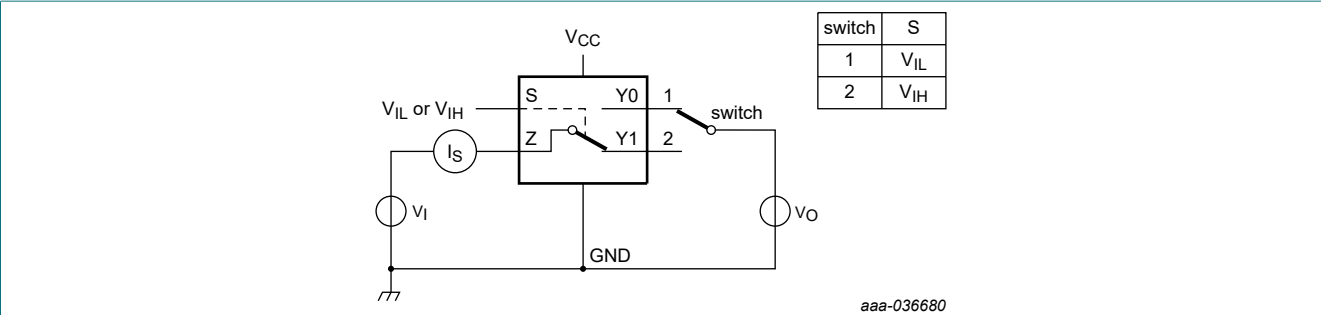 switch S
1 VIL
2 VIH
VCC
VIL or VIH
S
Y0
1
switch
Z
Y1
2
IS
VI
VO
GND
aaa-036680